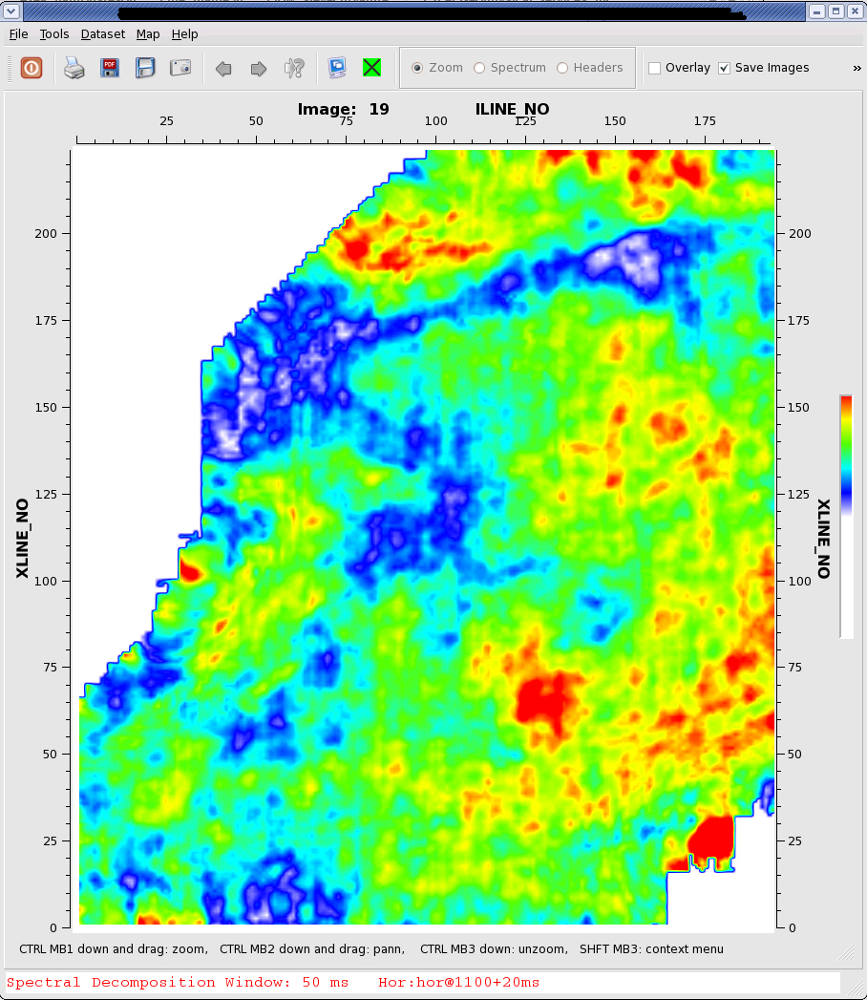 File Tools Dataset Map Help
Zoom Spectrum Headers Overlay Save Images »
Image: 19 ILINE_NO
25 50 75 100 125 150 175
200 200
175 175
150 150
125 125
XLINE_NO XLINE_NO
100 100
75 75
50 50
25 25
0 0
CTRL MB1 down and drag: zoom, CTRL MB2 down and drag: pann, CTRL MB3 down: unzoom, SHFT MB3: context menu
Spectral Decomposition Window: 50 ms Hor:hor@1100+20ms